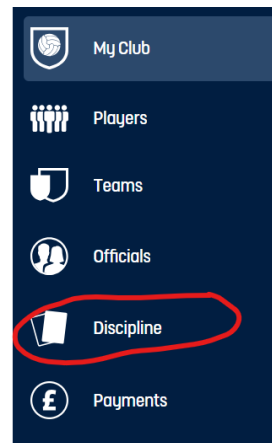 My Club
Players
Teams
Officials
Discipline
£ Payments